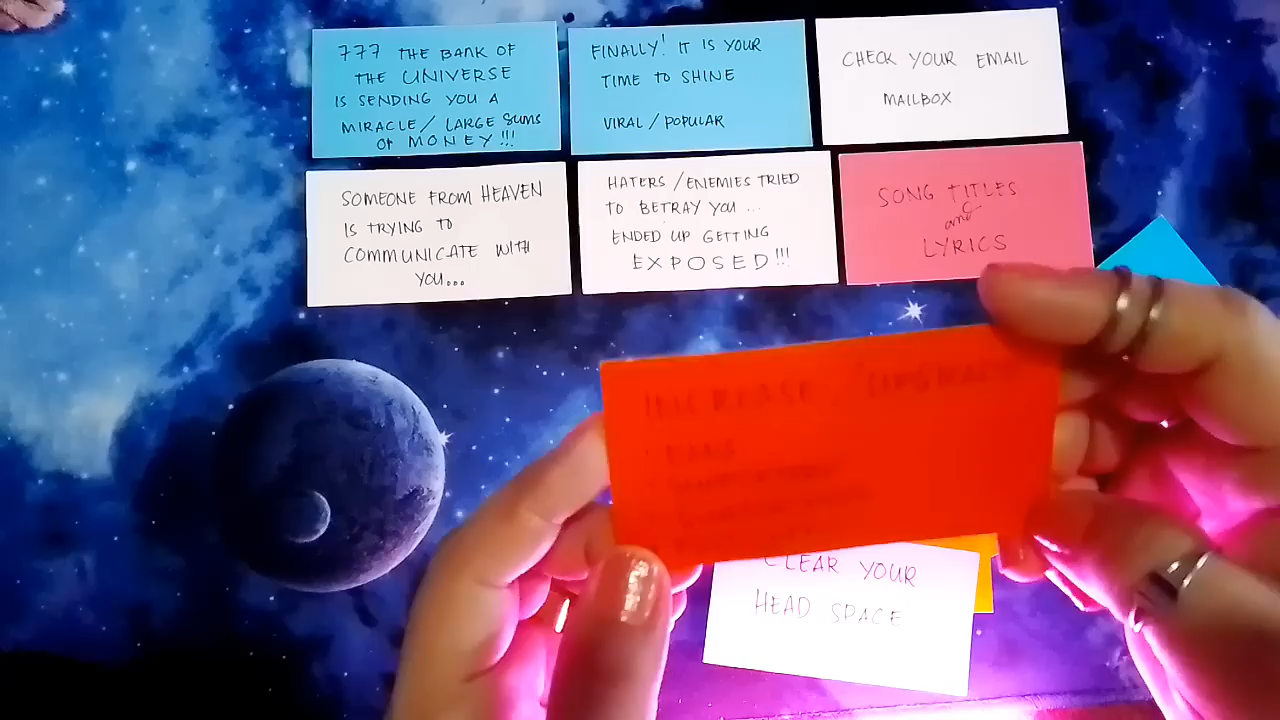 777 THE BANK OF
THE UNIVERSE
IS SENDING YOU A
MIRACLE / LARGE SUMS
OF MONEY!!!
FINALLY! IT IS YOUR
TIME TO SHINE
VIRAL / POPULAR
CHECK YOUR EMAIL
MAILBOX
SOMEONE FROM HEAVEN
IS TRYING TO
COMMUNICATE WITH
YOU...
HATERS / ENEMIES TRIED
TO BETRAY YOU ...
ENDED UP GETTING
EXPOSED!!!
SONG TITLES
and
LYRICS
INCREASE
CLEAR YOUR
HEAD SPACE